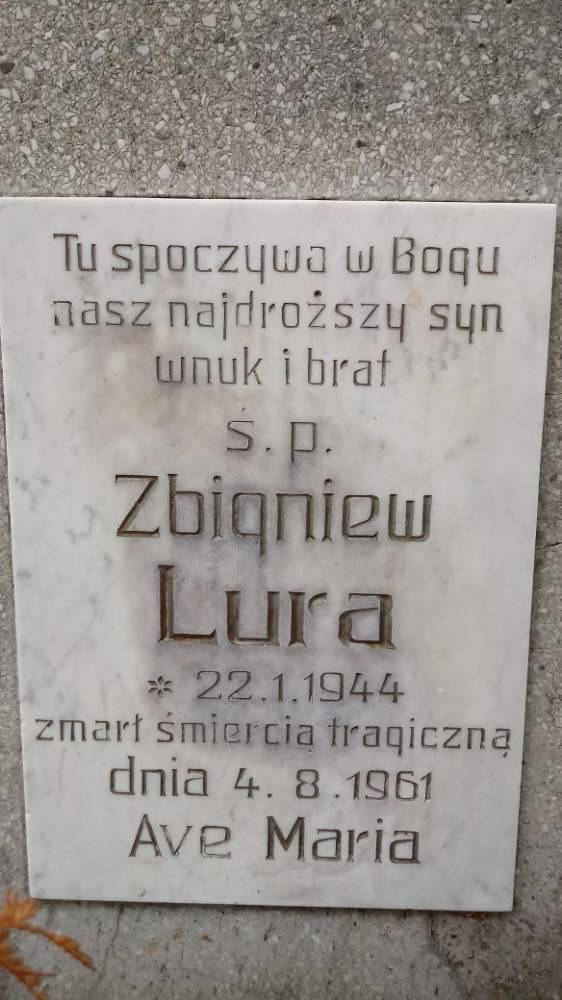 Tu spoczywa w Bogu
nasz najdroższy syn
wnuk i brat
ś. p.
Zbigniew
Lura
* 22.1.1944
zmarł śmiercią tragiczną
dnia 4. 8.1961
Ave Maria